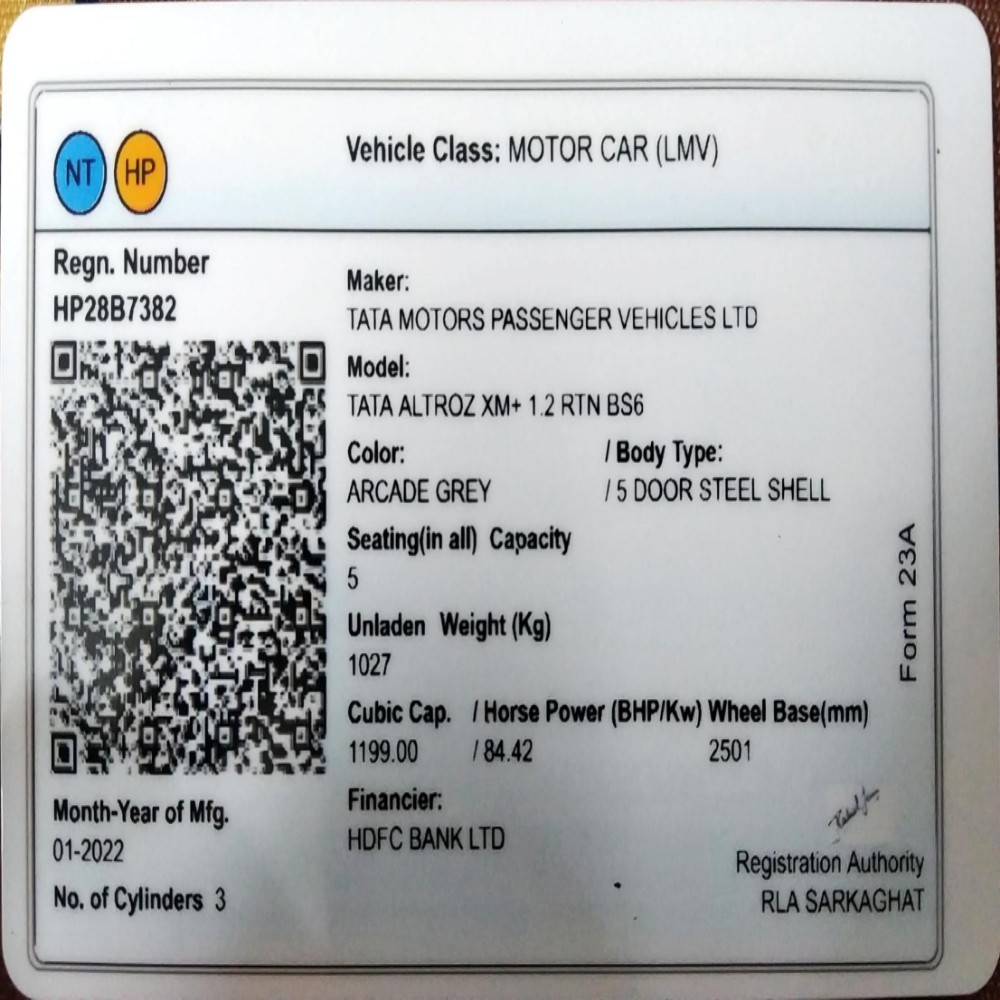 NT HP
Vehicle Class: MOTOR CAR (LMV)
Regn. Number
HP28B7382
Maker:
TATA MOTORS PASSENGER VEHICLES LTD
Model:
TATA ALTROZ XM+ 1.2 RTN BS6
Color: / Body Type:
ARCADE GREY / 5 DOOR STEEL SHELL
Seating(in all) Capacity
5
Unladen Weight (Kg)
1027
Cubic Cap. / Horse Power (BHP/Kw) Wheel Base(mm)
1199.00 / 84.42 2501
Financier:
HDFC BANK LTD
Month-Year of Mfg.
01-2022
No. of Cylinders 3
Form 23A
Registration Authority
RLA SARKAGHAT